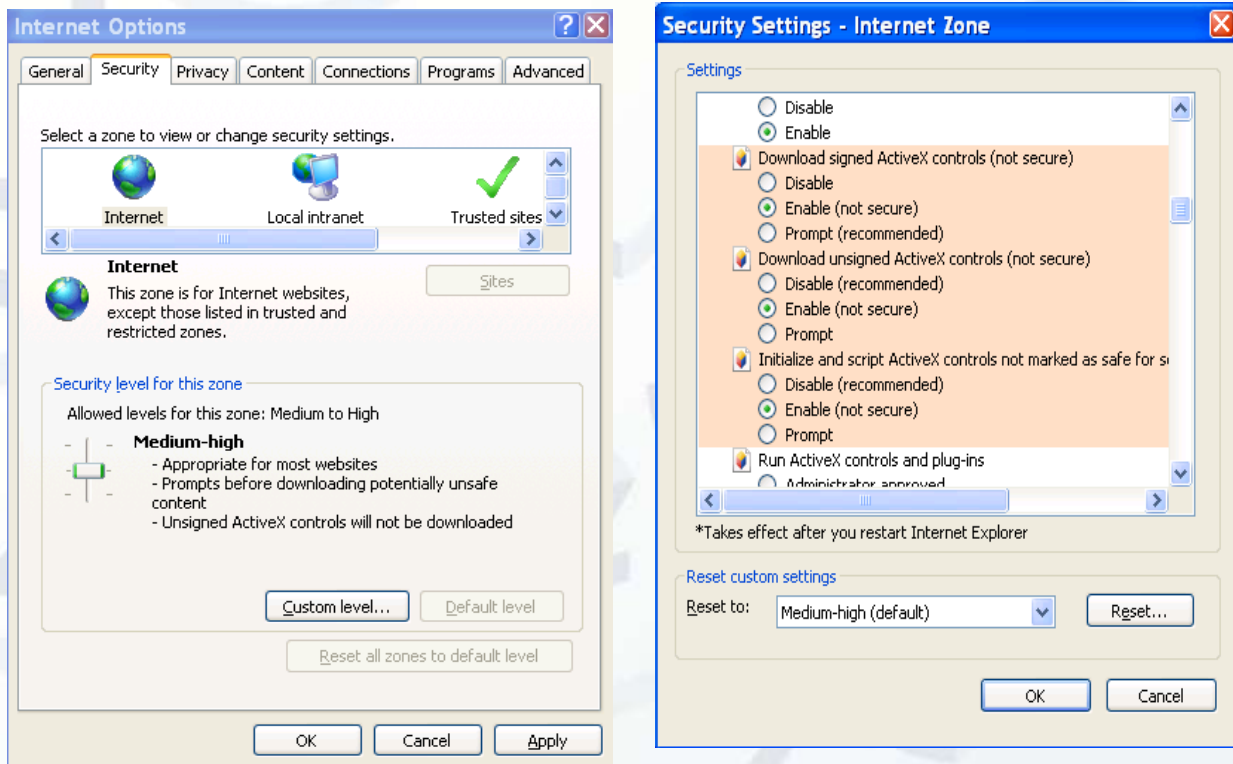 Internet Options
General Security Privacy Content Connections Programs Advanced
Select a zone to view or change security settings.
Internet Local intranet Trusted sites
Internet
Sites
This zone is for Internet websites,
except those listed in trusted and
restricted zones.
Security level for this zone
Allowed levels for this zone: Medium to High
Medium-high
- Appropriate for most websites
- Prompts before downloading potentially unsafe
content
- Unsigned ActiveX controls will not be downloaded
Custom level... Default level
Reset all zones to default level
OK Cancel Apply
Security Settings - Internet Zone
Settings
Disable
Enable
Download signed ActiveX controls (not secure)
Disable
Enable (not secure)
Prompt (recommended)
Download unsigned ActiveX controls (not secure)
Disable (recommended)
Enable (not secure)
Prompt
Initialize and script ActiveX controls not marked as safe for
Disable (recommended)
Enable (not secure)
Prompt
Run ActiveX controls and plug-ins
Administrator approved
*Takes effect after you restart Internet Explorer
Reset custom settings
Reset to: Medium-high (default) Reset...
OK Cancel